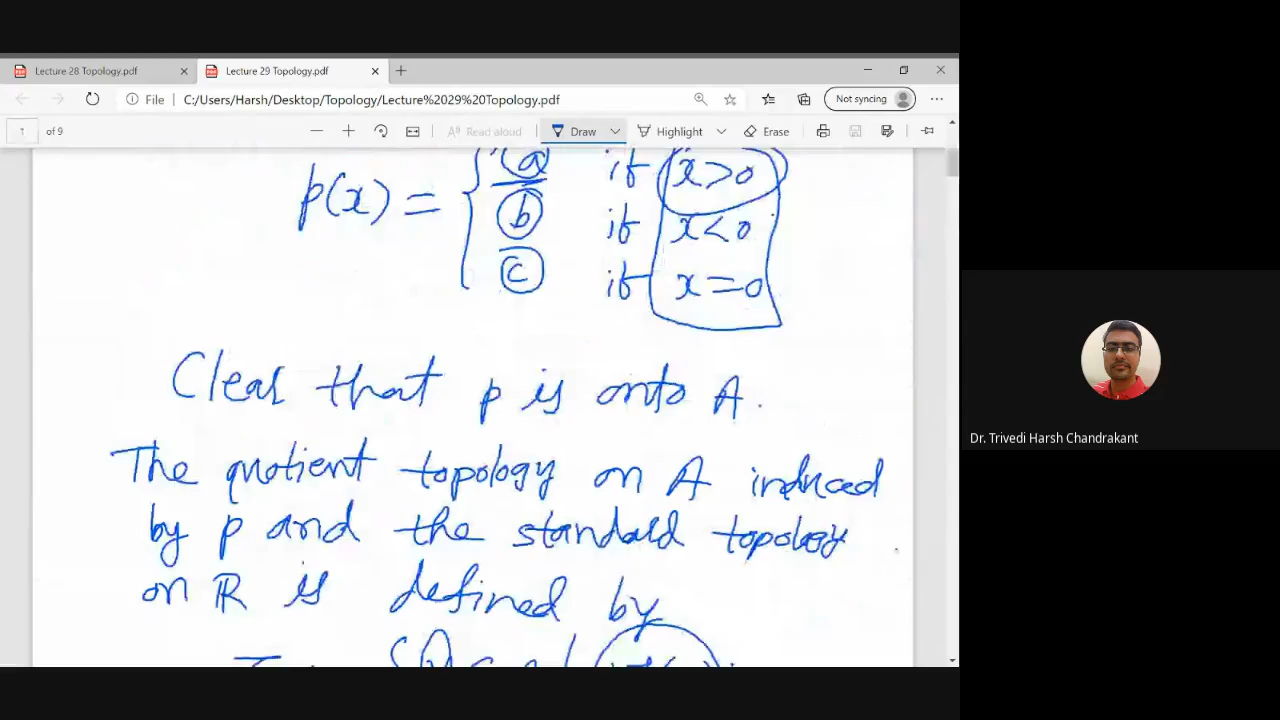 Lecture 28 Topology.pdf
Lecture 29 Topology.pdf
File
C:/Users/Harsh/Desktop/Topology/Lecture%2029%20Topology.pdf
Not syncing
1 of 9
Read aloud
Draw
Highlight
Erase
a if x>0
p(x) = { b if x<0
c if x=0
Clear that p is onto A.
The quotient topology on A induced
by p and the standard topology
on ℝ is defined by
Dr. Trivedi Harsh Chandrakant